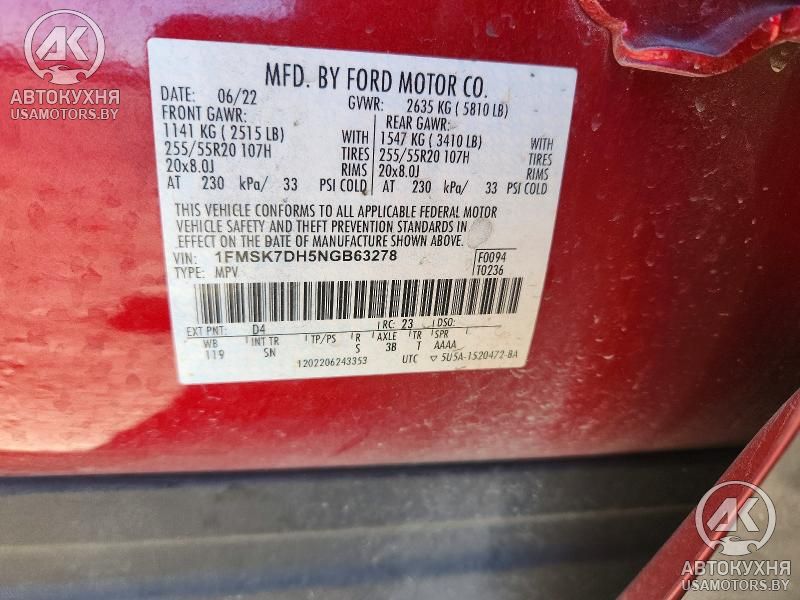 AK
АВТОКУХНЯ
USAMOTORS.BY
MFD. BY FORD MOTOR CO.
DATE: 06/22 GVWR: 2635 KG ( 5810 LB)
FRONT GAWR: REAR GAWR:
1141 KG ( 2515 LB) WITH 1547 KG ( 3410 LB) WITH
255/55R20 107H TIRES 255/55R20 107H TIRES
20x8.0J RIMS 20x8.0J RIMS
AT 230 kPa/ 33 PSI COLD AT 230 kPa/ 33 PSI COLD
THIS VEHICLE CONFORMS TO ALL APPLICABLE FEDERAL MOTOR
VEHICLE SAFETY AND THEFT PREVENTION STANDARDS IN
EFFECT ON THE DATE OF MANUFACTURE SHOWN ABOVE.
VIN: 1FMSK7DH5NGB63278 F0094
TYPE: MPV T0236
EXT PNT: D4 RC: 23 DSO:
WB INT TR TP/PS R AXLE TR SPR
119 SN S 3B T AAAA
1202206243353 UTC ▽ 5U5A-1520472-BA
AK
АВТОКУХНЯ
USAMOTORS.BY